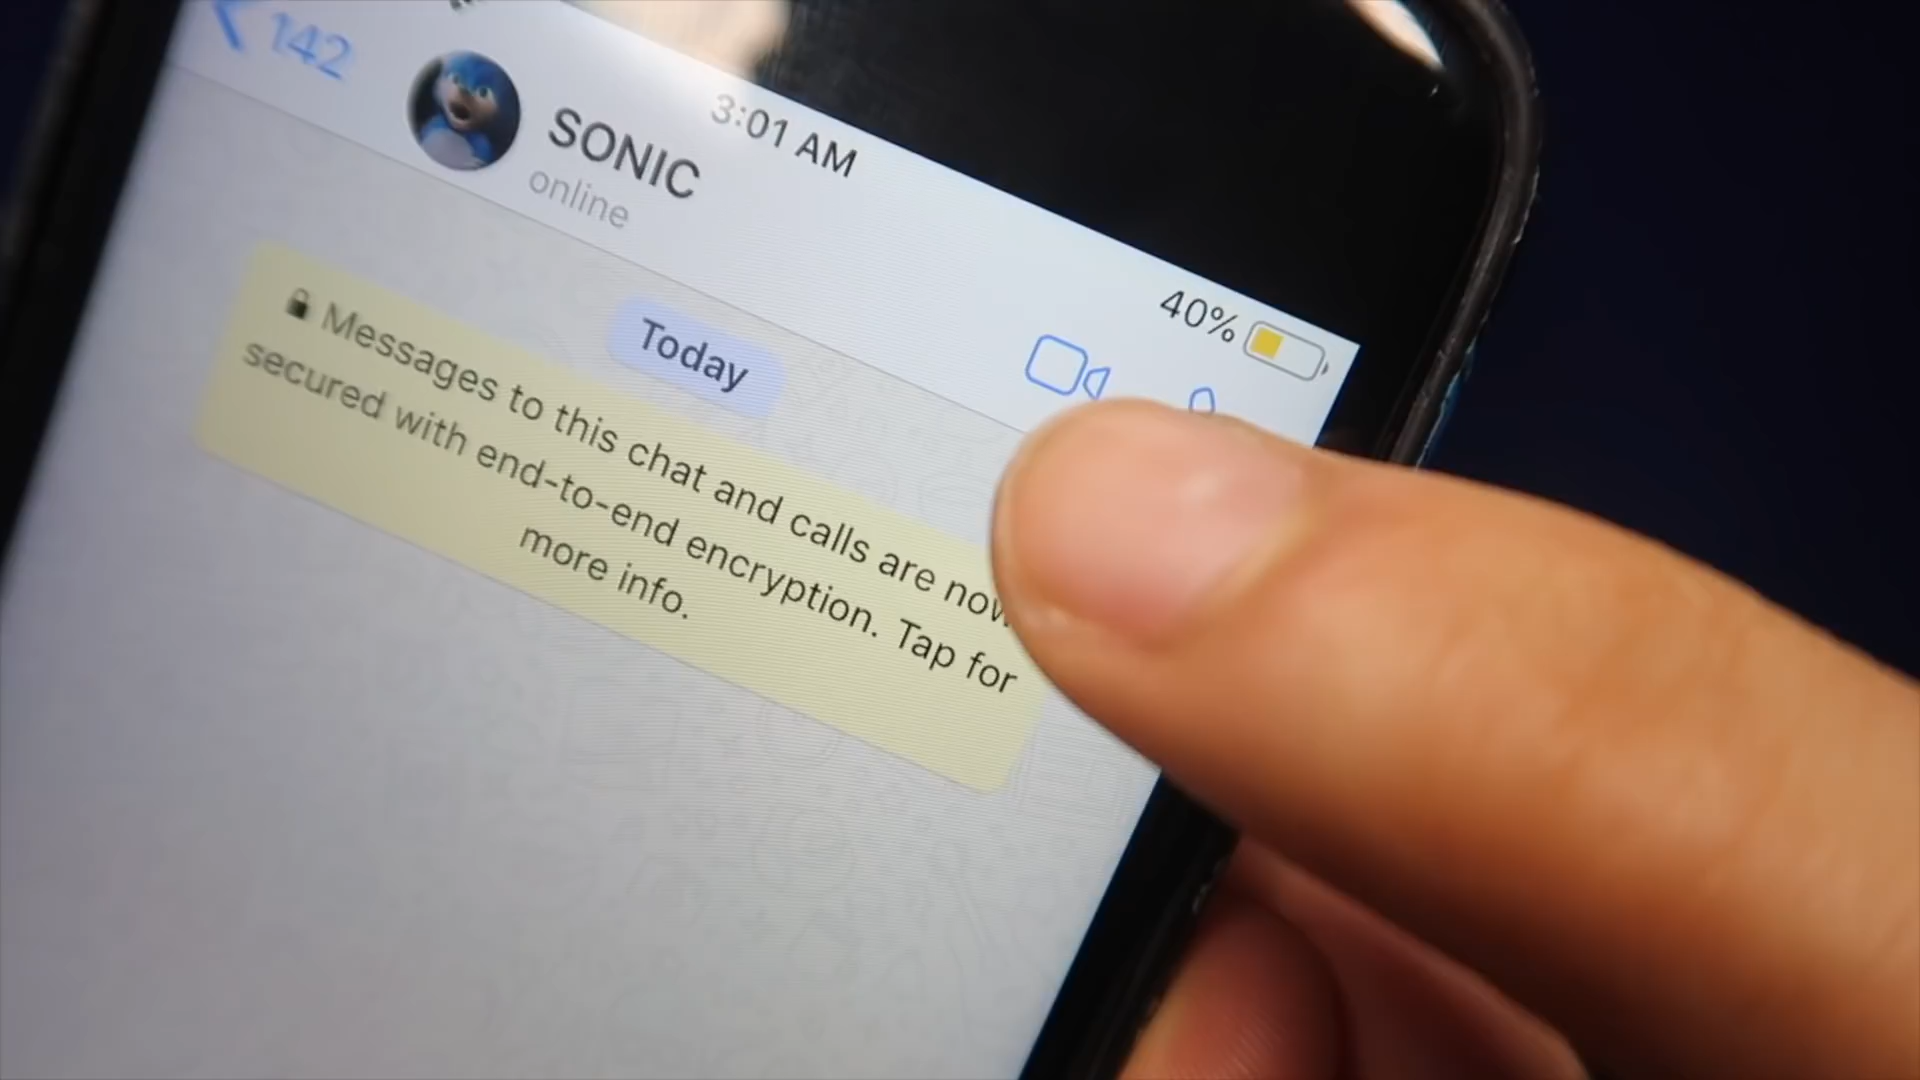 3:01 AM
40%
142
SONIC
online
Today
Messages to this chat and calls are now
secured with end-to-end encryption. Tap for
more info.